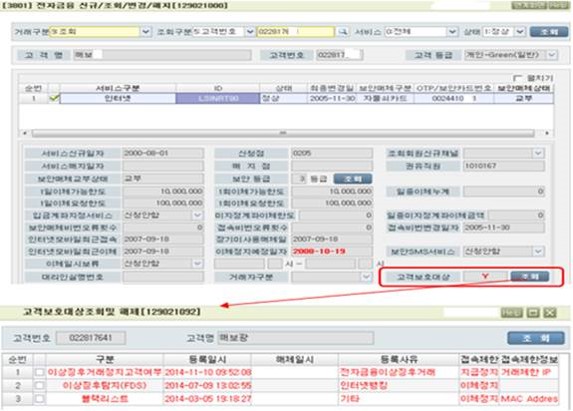 [3001] 전자금융 신규/조회/변경/해지[129021000]
거래구분 9:조회 조회구분 5:고객번호 022817 서비스 0:전체 상태 1:정상 조회
고 객 명 해보 고객번호 022817 고객 등급 개인-Green(일반)
펼치기
순번 서비스구분 ID 상태 최종변경일 보안매체구분 OTP/보안카드번호 보안매체상태
1 인터넷 정상 2005-11-30 자물쇠카드 0024410 1 교부
서비스신규일자 2000-08-01 신청점 0205 조회회원신규채널
서비스해지일자 해 지 점 권유직원 1010167
보안매체교부상태 교부 보안 등급 3 등급 조회
1일이체가능한도 10,000,000 1회이체가능한도 10,000,000 일중이체누계 0
1일이체요청한도 100,000,000 1회이체요청한도 100,000,000
입금계좌지정서비스 신청안함 미지정계좌이체한도 0 일중미지정계좌이체금액 0
보안매체비번오류횟수 0 접속비번오류횟수 0 접속비번변경일자 2005-11-30
인터넷모바일최근접속 2007-09-18 장기미사용해제일 2007-09-18
인터넷모바일최근이체 2007-09-18 이체정지예정일자 2008-10-19 보안SMS서비스 신청안함
이체일시보류 신청안함 시 ~ 시
대리인실명번호 거래자구분 고객보호대상 Y 조회
고객보호대상조회및 해제[129021092] Help
고객번호 022817641 고객명 해보광 조 회
순번 구분 등록일시 해제일시 등록사유 접속제한 접속제한정보
1 이상징후거래정지고객여부 2014-11-10 09:52:08 전자금융이상징후거래 지급정지 거래제한 IP
2 이상징후탐지(FDS) 2014-07-09 13:02:55 인터넷뱅킹 이체정지
3 블랙리스트 2014-03-05 19:18:27 기타 이체정지 MAC Addres